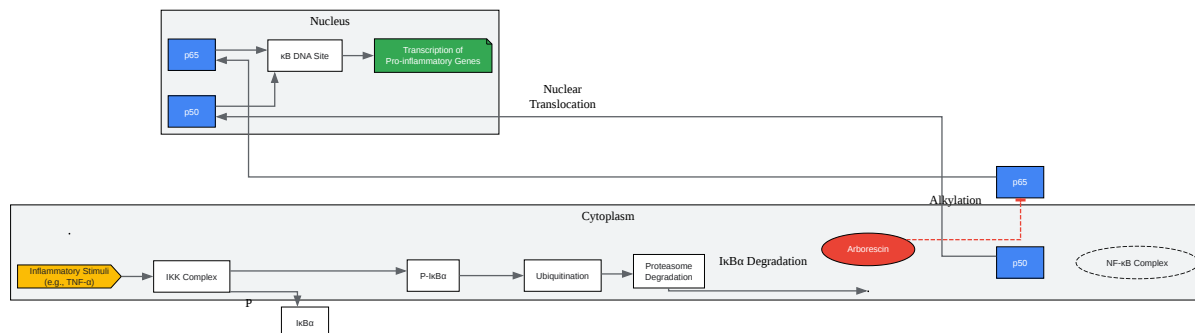 Nucleus
p65
κB DNA Site
Transcription of
Pro-inflammatory Genes
p50
Nuclear
Translocation
p65
Alkylation
Cytoplasm
Arborescin
p50
NF-κB Complex
Inflammatory Stimuli
(e.g., TNF-α)
IKK Complex
P-IκBα
Ubiquitination
Proteasome
Degradation
IκBα Degradation
P
IκBα